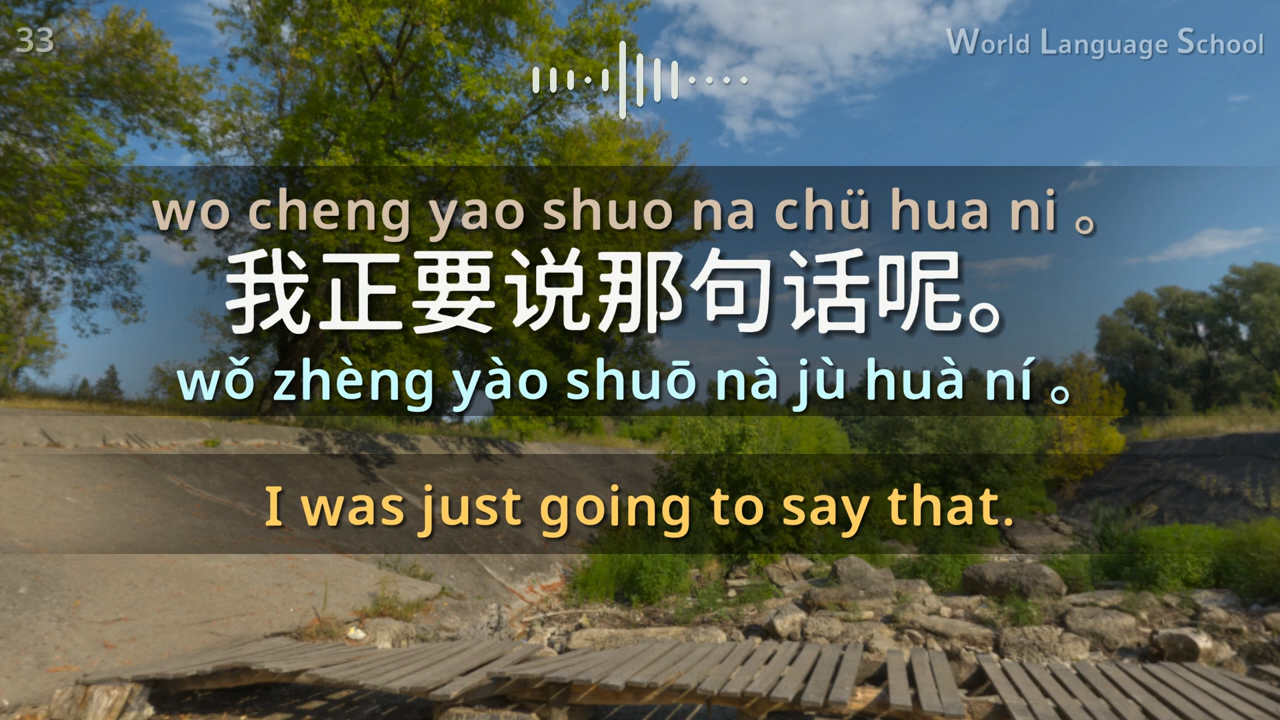 33
World Language School
wo cheng yao shuo na chü hua ni 。
我正要说那句话呢。
wǒ zhèng yào shuō nà jù huà ní 。
I was just going to say that.